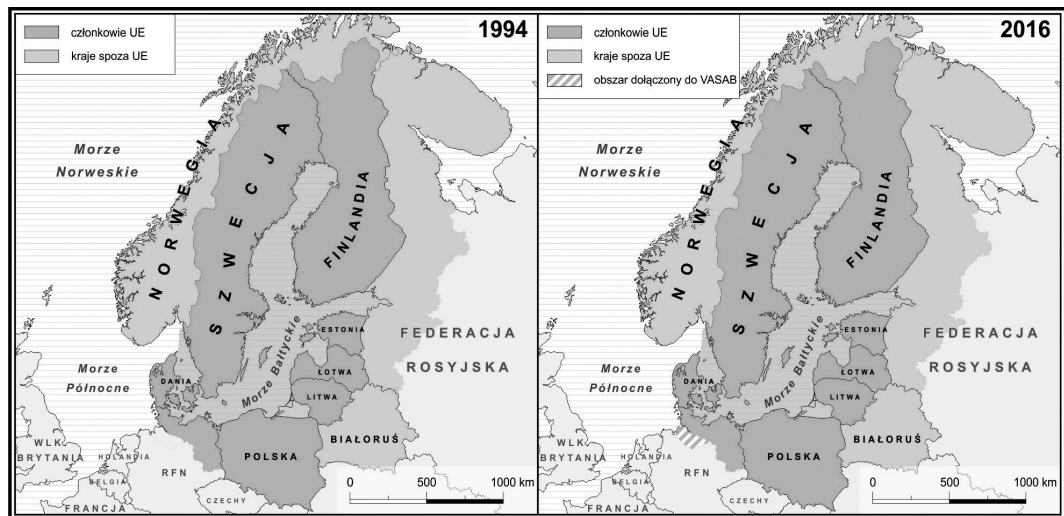 członkowie UE
kraje spoza UE
1994
Morze
Norweskie
NORWEGIA
SZWECJA
FINLANDIA
Morze Bałtyckie
ESTONIA
FEDERACJA
ROSYJSKA
Morze
Północne
DANIA
ŁOTWA
LITWA
WLK
BRYTANIA
HOLANDIA
BELGIA
FRANCJA
RFN
POLSKA
BIAŁORUŚ
CZECHY
0 500 1000 km
członkowie UE
kraje spoza UE
obszar dołączony do VASAB
2016
Morze
Norweskie
NORWEGIA
SZWECJA
FINLANDIA
Morze Bałtyckie
ESTONIA
FEDERACJA
ROSYJSKA
Morze
Północne
DANIA
ŁOTWA
LITWA
WLK
BRYTANIA
HOLANDIA
BELGIA
FRANCJA
RFN
POLSKA
BIAŁORUŚ
CZECHY
0 500 1000 km